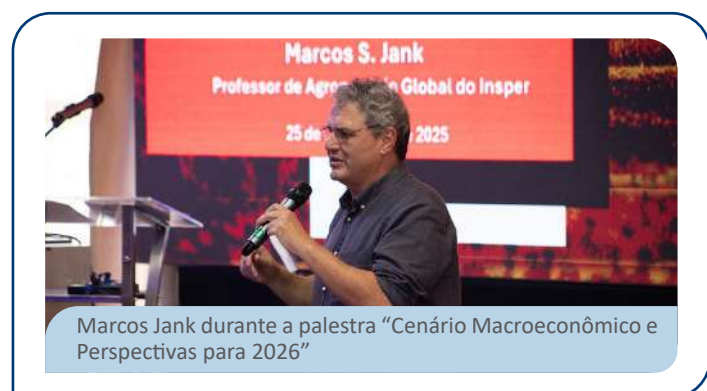 Marcos S. Jank
Professor de Global do Insper
25 de 2025
Marcos Jank durante a palestra “Cenário Macroeconômico e
Perspectivas para 2026”